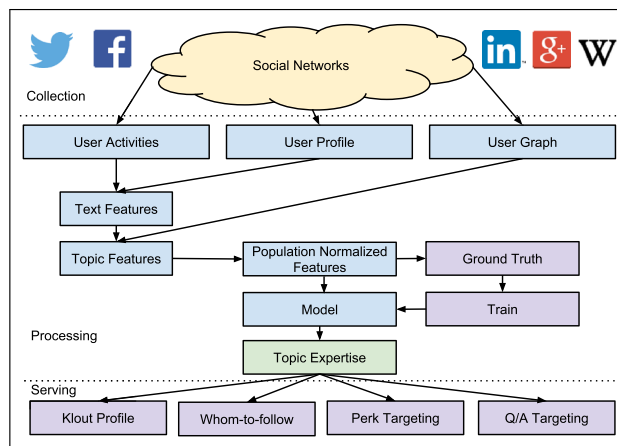 Social Networks
in
g+
W
Collection
User Activities
User Profile
User Graph
Text Features
Topic Features
Population Normalized
Features
Ground Truth
Model
Train
Processing
Topic Expertise
Serving
Klout Profile
Whom-to-follow
Perk Targeting
Q/A Targeting